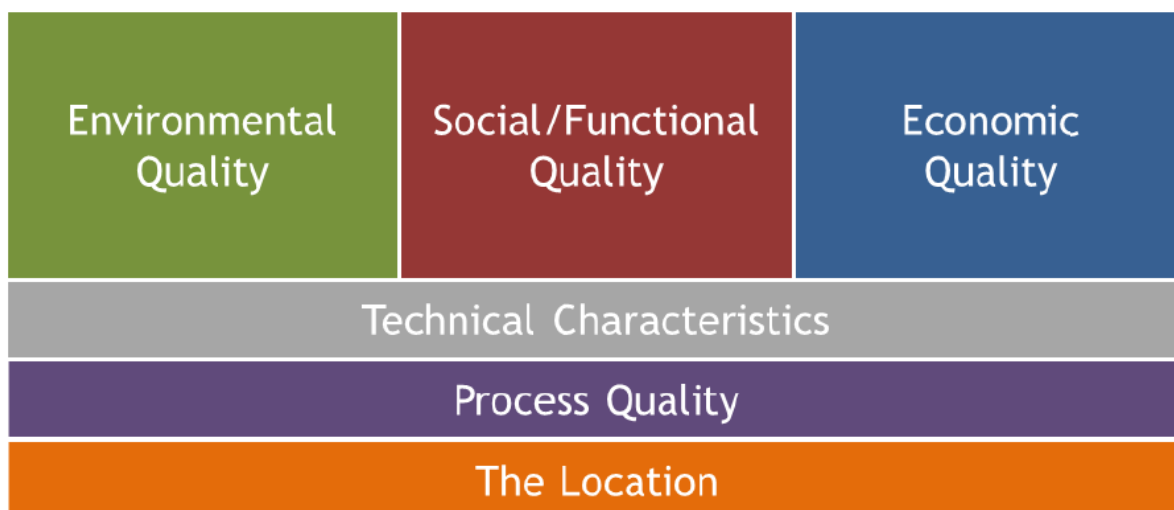 Environmental
Quality
Social/Functional
Quality
Economic
Quality
Technical Characteristics
Process Quality
The Location